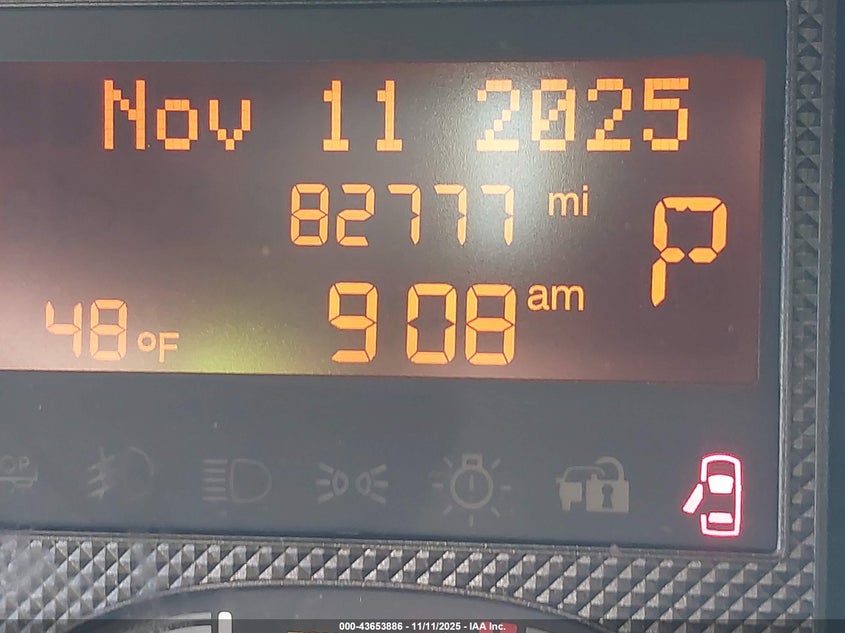 Nov 11 2025
82777 mi
P
48°F 908 am
000-43653886 - 11/11/2025 - IAA Inc.